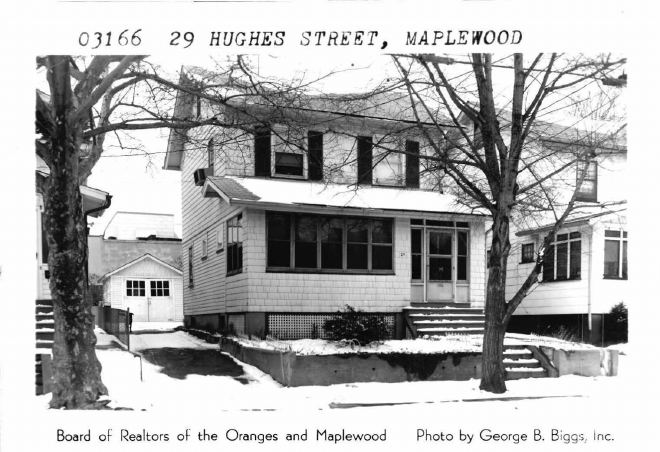 03166 29 HUGHES STREET, MAPLEWOOD
Board of Realtors of the Oranges and Maplewood Photo by George B. Biggs, Inc.